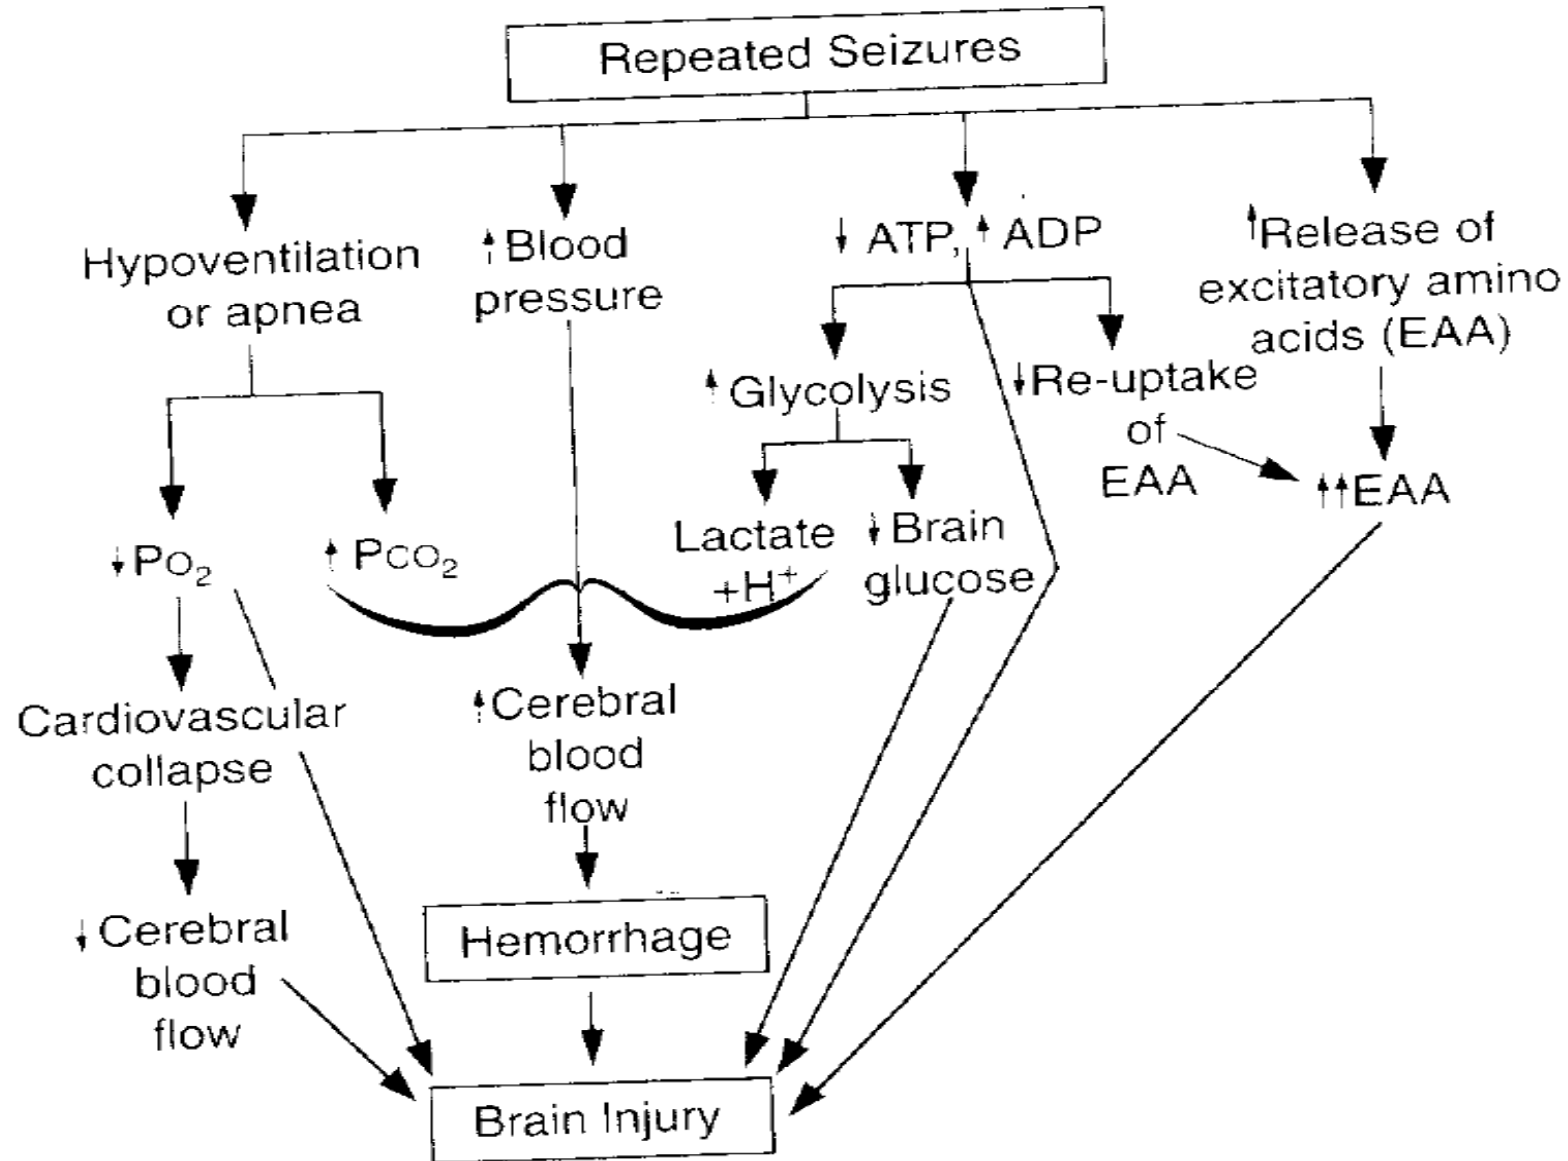 Repeated Seizures
Hypoventilation
or apnea
↑ Blood
pressure
↓ ATP, ↑ ADP
↑Release of
excitatory amino
acids (EAA)
↑ Glycolysis
↓Re-uptake
of
EAA
↑↑EAA
↓PO₂
↑ PCO₂
Lactate
+H⁺
↓ Brain
glucose
Cardiovascular
collapse
↑Cerebral
blood
flow
↓ Cerebral
blood
flow
Hemorrhage
Brain Injury